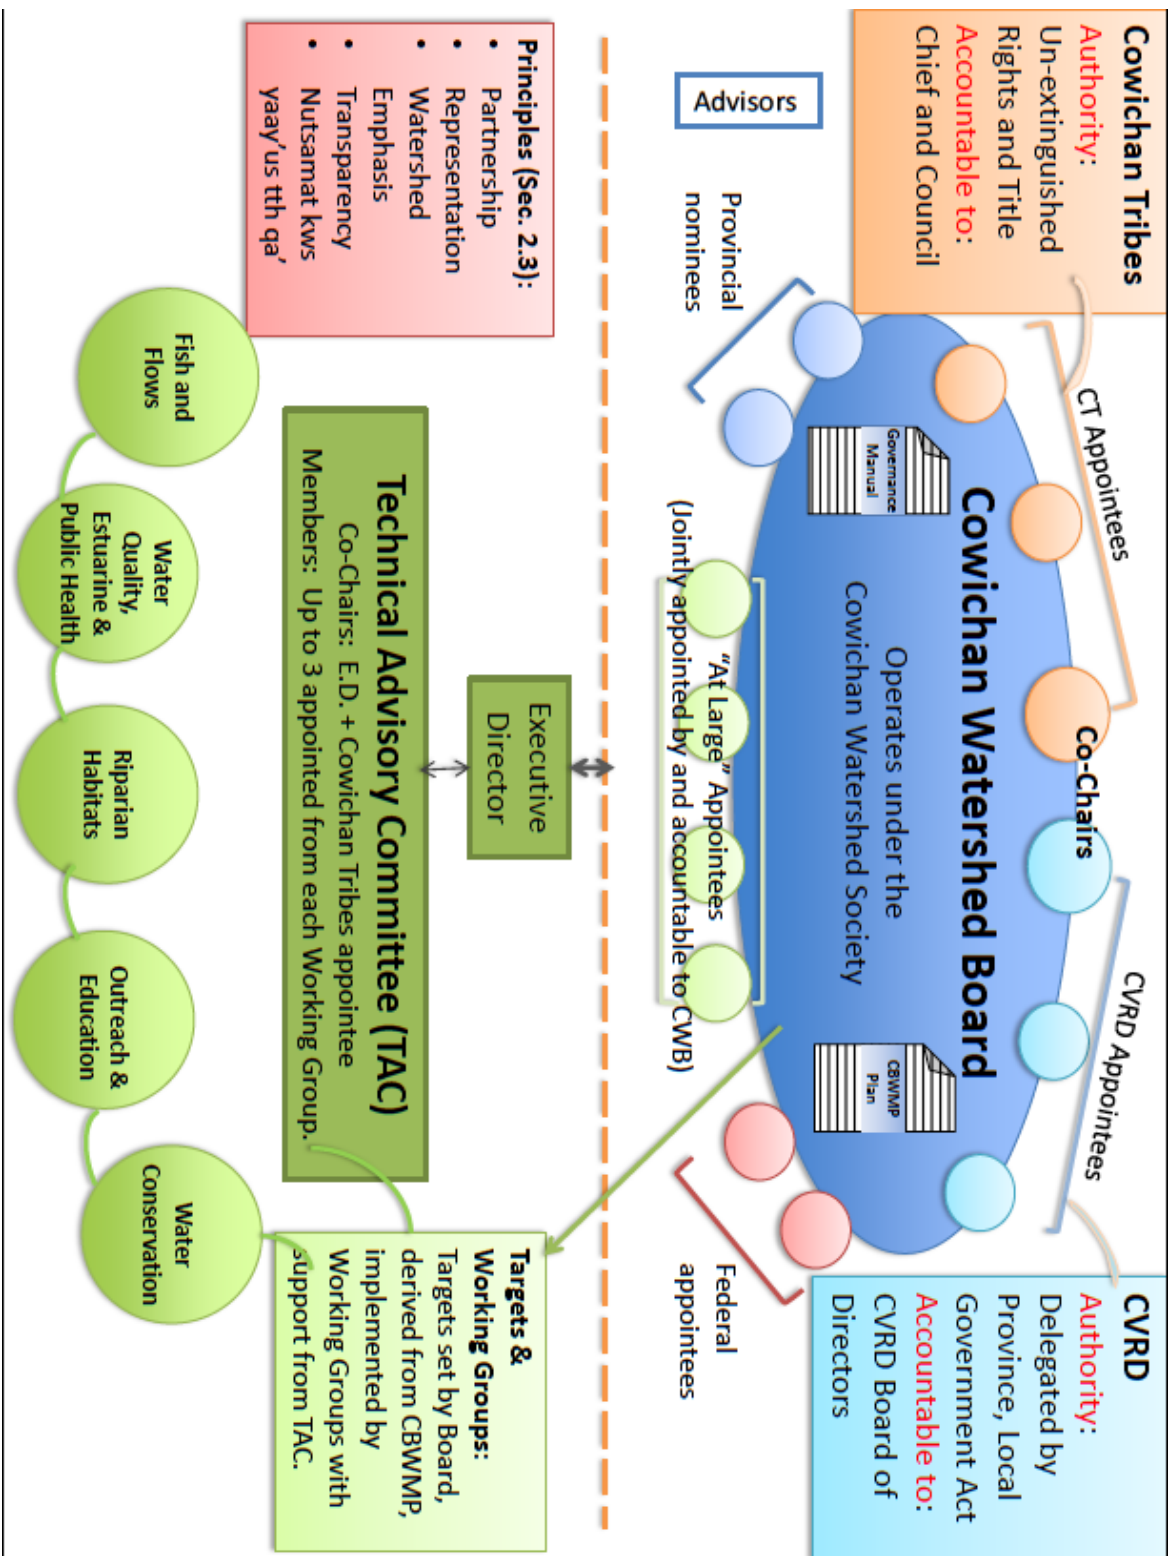 Cowichan Tribes
Authority:
Un-extinguished
Rights and Title
Accountable to:
Chief and Council
CT Appointees
Co-Chairs
CVRD Appointees
CVRD
Authority:
Delegated by
Province, Local
Government Act
Accountable to:
CVRD Board of
Directors
Cowichan Watershed Board
Operates under the
Cowichan Watershed Society
Governance
Manual
CBWMP
Plan
Advisors
Provincial
nominees
"At Large" Appointees
(Jointly appointed by and accountable to CWB)
Federal
appointees
Executive
Director
Principles (Sec. 2.3):
• Partnership
• Representation
• Watershed
Emphasis
• Transparency
• Nutsamat kws
yaay'us tth qa'
Technical Advisory Committee (TAC)
Co-Chairs: E.D. + Cowichan Tribes appointee
Members: Up to 3 appointed from each Working Group.
Targets &
Working Groups:
Targets set by Board,
derived from CBWMP,
implemented by
Working Groups with
support from TAC.
Fish and
Flows
Water
Quality,
Estuarine &
Public Health
Riparian
Habitats
Outreach &
Education
Water
Conservation